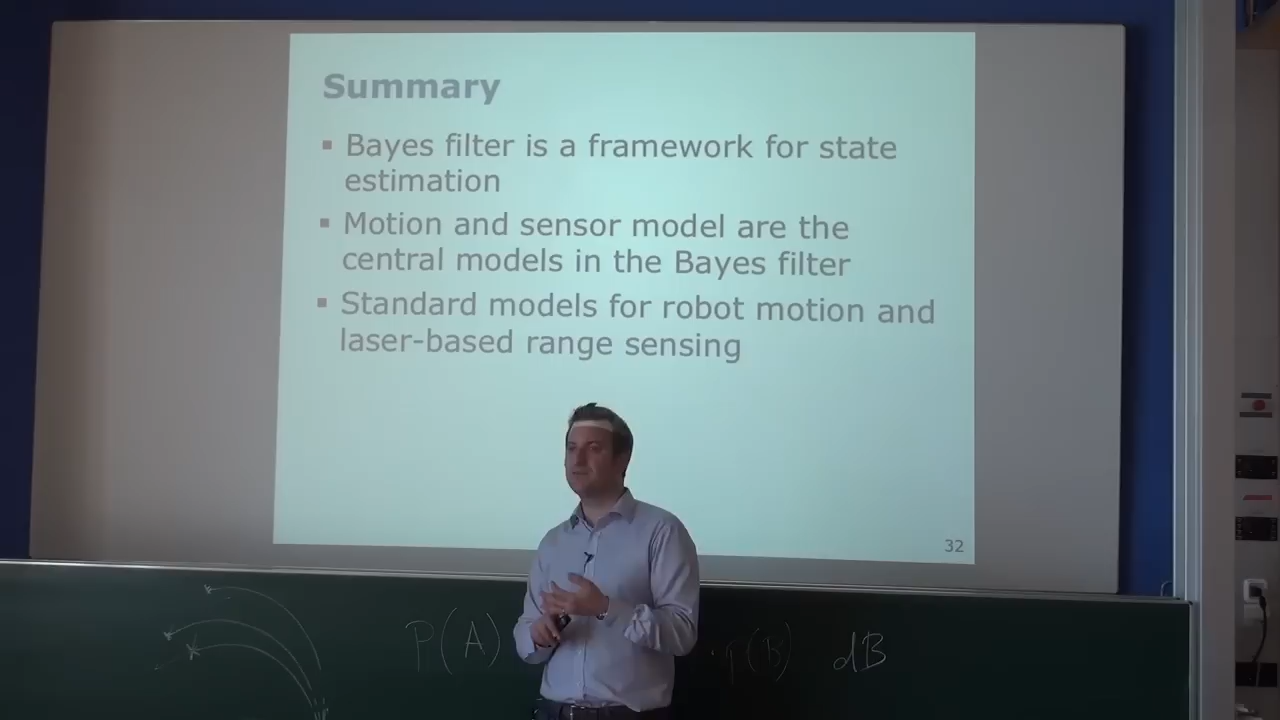 Summary
▪ Bayes filter is a framework for state
estimation
▪ Motion and sensor model are the
central models in the Bayes filter
▪ Standard models for robot motion and
laser-based range sensing
32
P(A) · p(B) dB